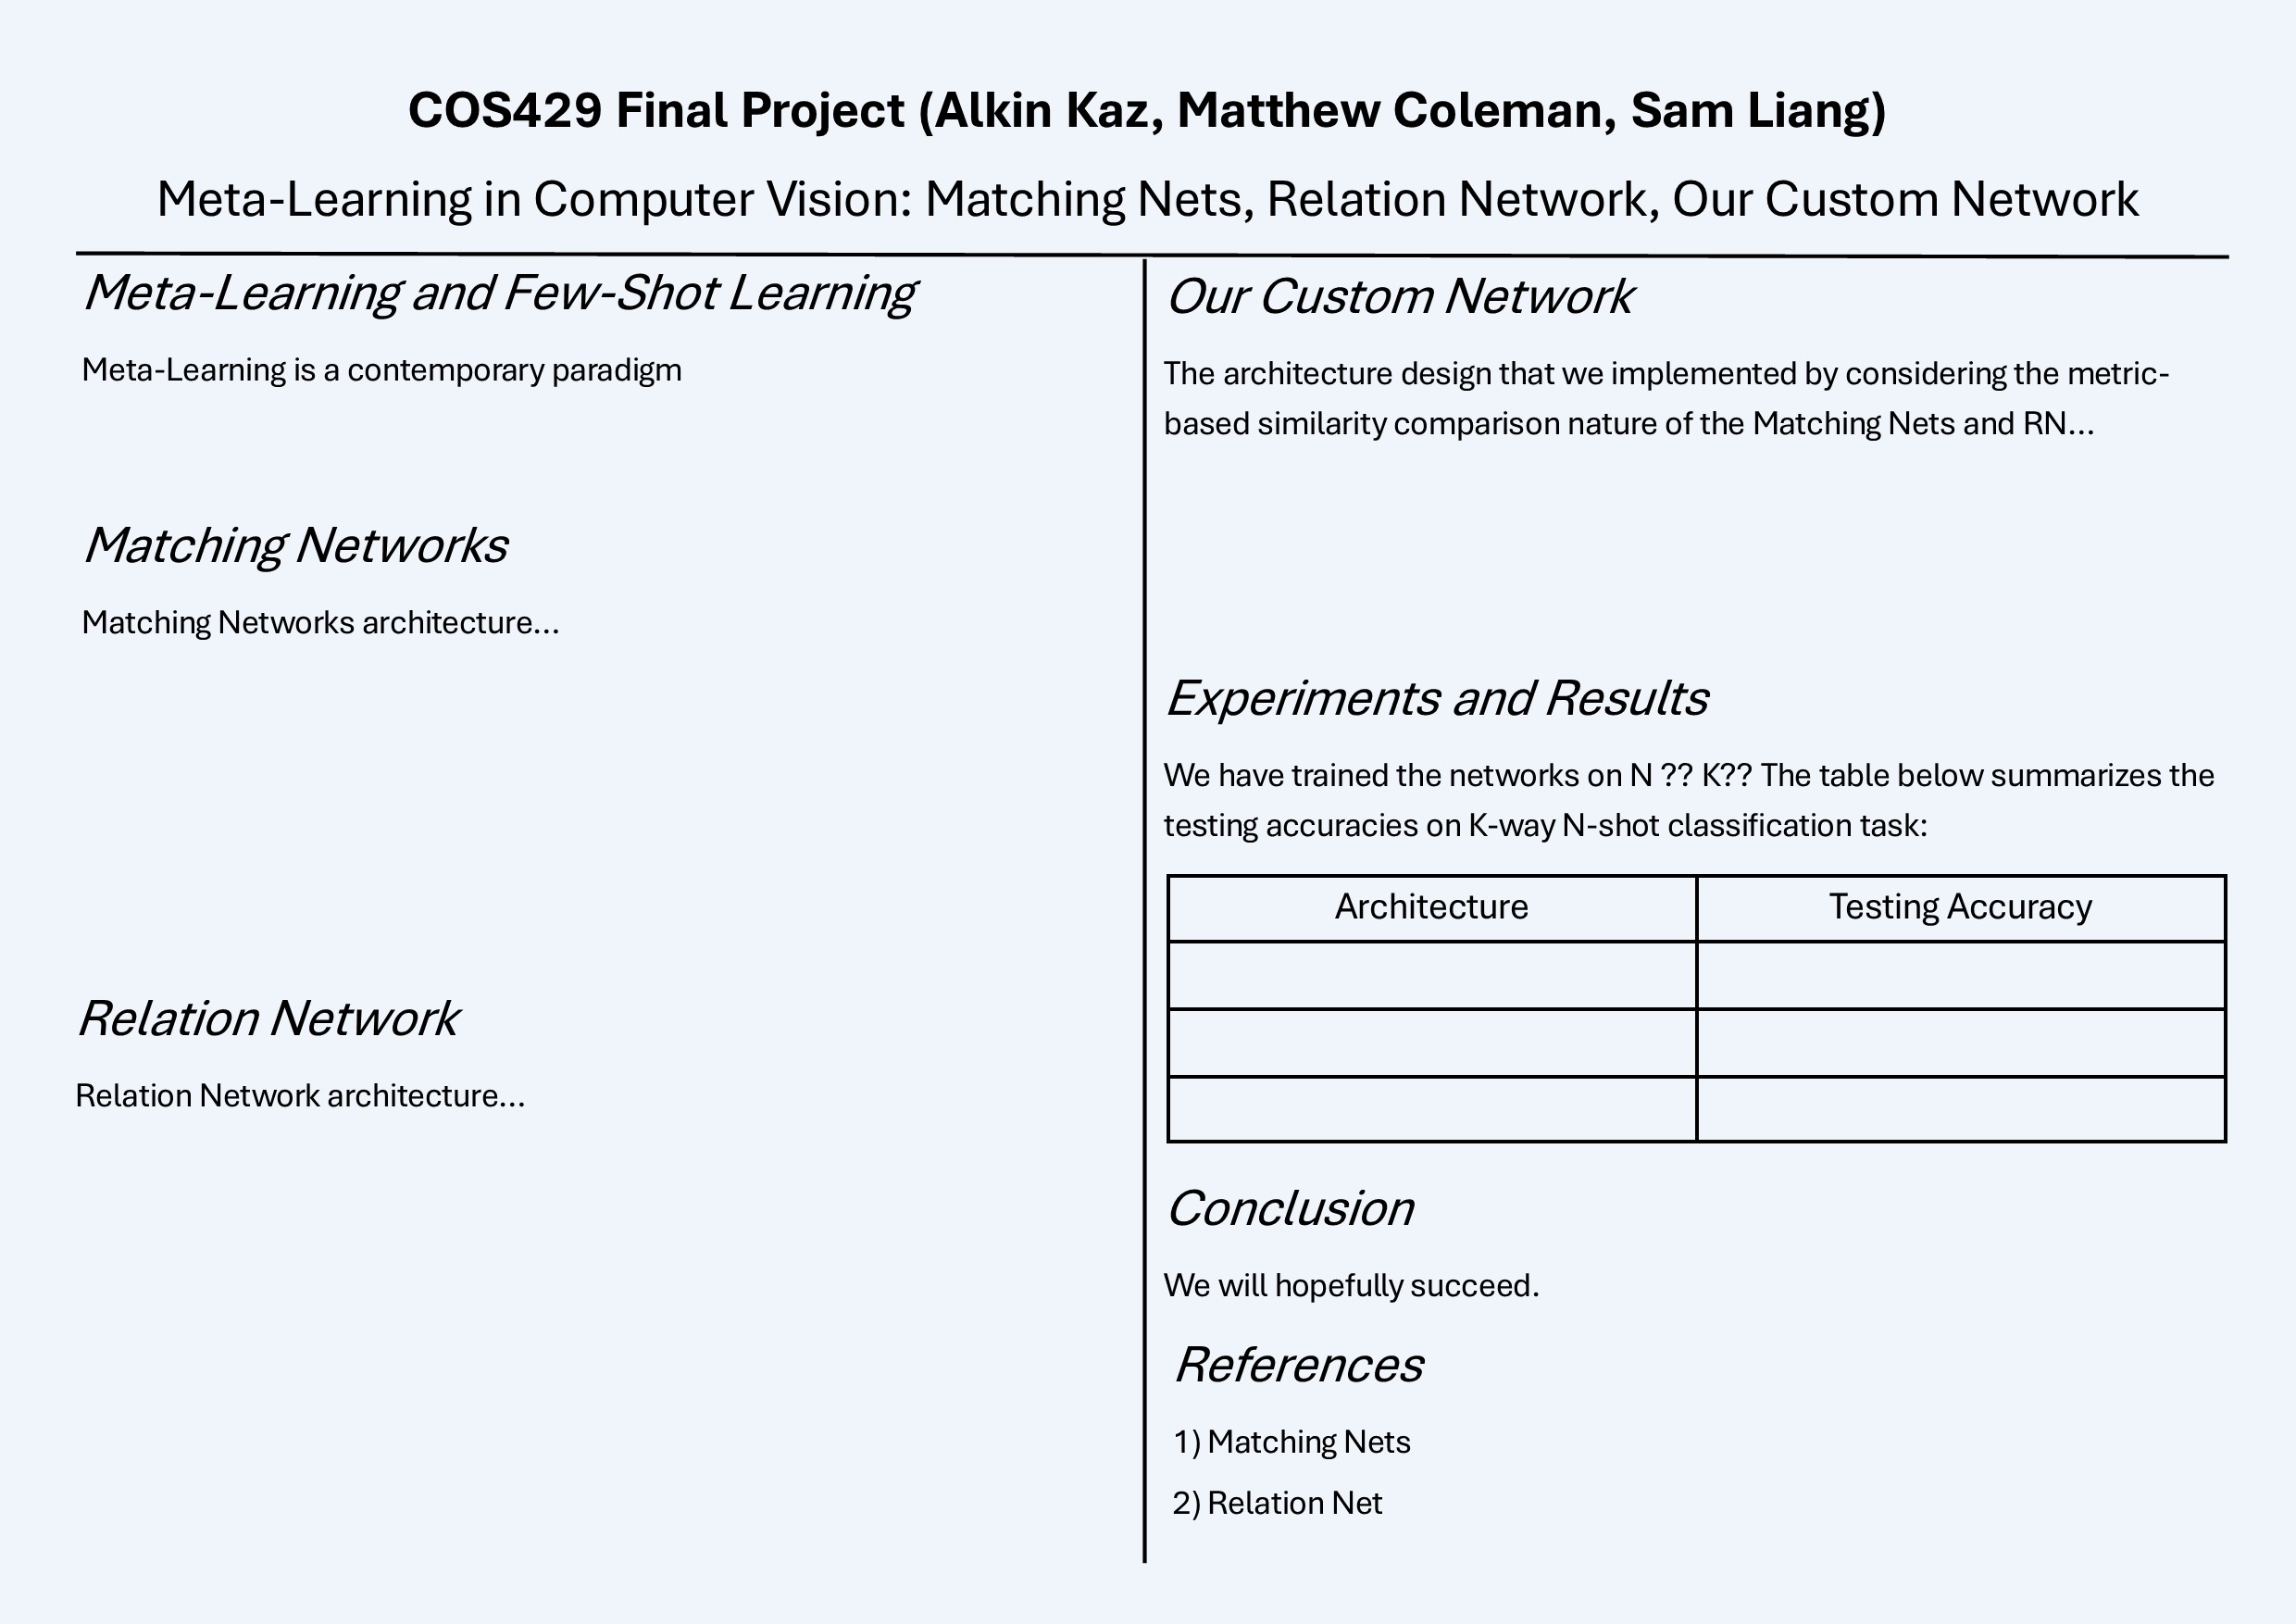 COS429 Final Project (Alkin Kaz, Matthew Coleman, Sam Liang)
Meta-Learning in Computer Vision: Matching Nets, Relation Network, Our Custom Network
Meta-Learning and Few-Shot Learning
Meta-Learning is a contemporary paradigm
Matching Networks
Matching Networks architecture...
Relation Network
Relation Network architecture...
Our Custom Network
The architecture design that we implemented by considering the metric-
based similarity comparison nature of the Matching Nets and RN...
Experiments and Results
We have trained the networks on N ?? K?? The table below summarizes the
testing accuracies on K-way N-shot classification task:
Architecture
Testing Accuracy
Conclusion
We will hopefully succeed.
References
1) Matching Nets
2) Relation Net